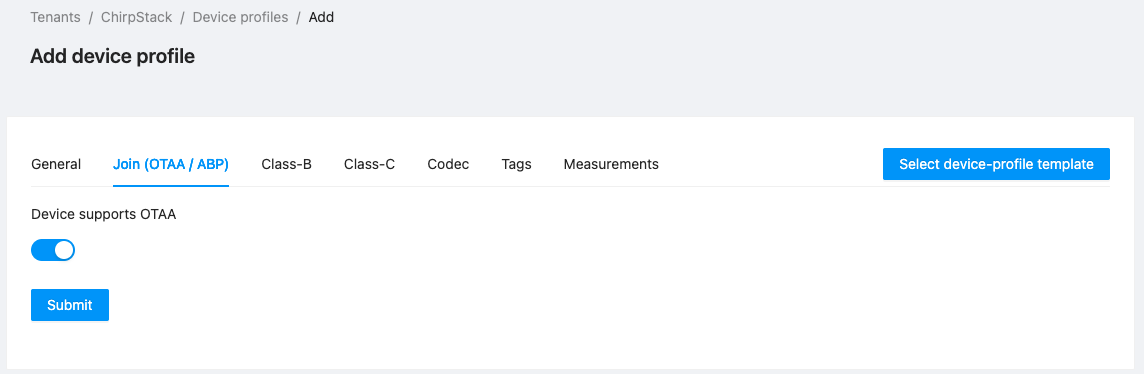 Tenants / ChirpStack / Device profiles / Add
Add device profile
General Join (OTAA / ABP) Class-B Class-C Codec Tags Measurements Select device-profile template
Device supports OTAA
Submit